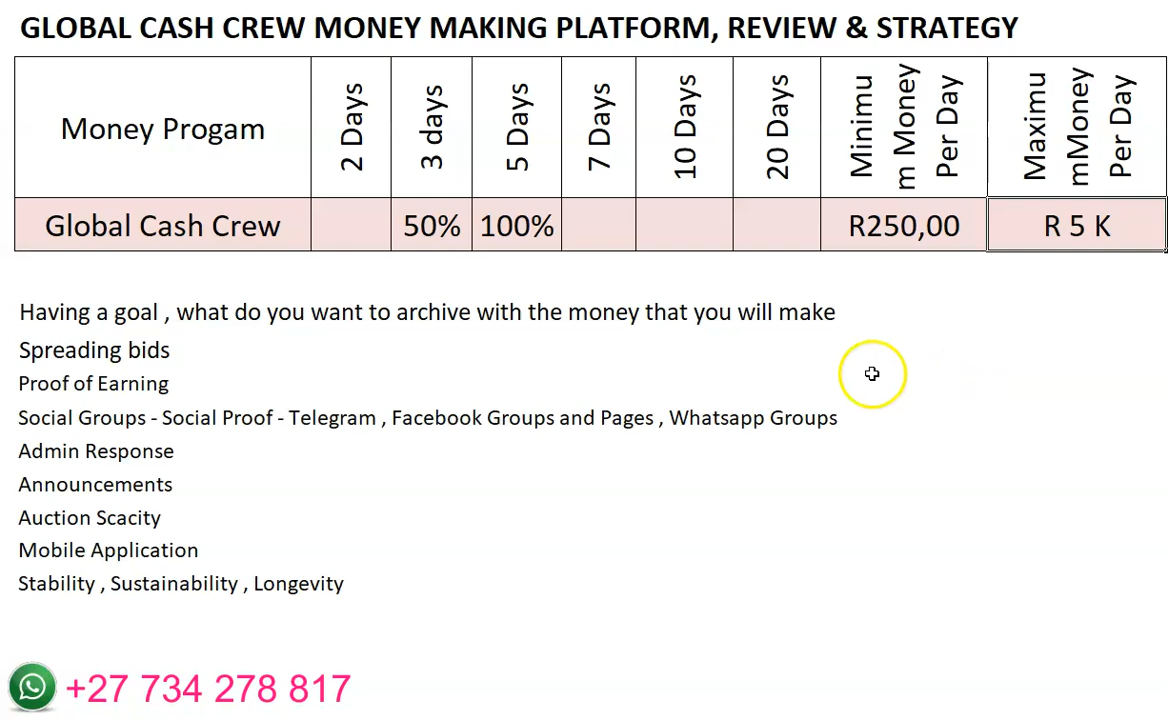 GLOBAL CASH CREW MONEY MAKING PLATFORM, REVIEW & STRATEGY
Money Progam
2 Days
3 days
5 Days
7 Days
10 Days
20 Days
Minimu
m Money
Per Day
Maximu
mMoney
Per Day
Global Cash Crew 50% 100% R250,00 R 5 K
Having a goal , what do you want to archive with the money that you will make
Spreading bids
Proof of Earning
Social Groups - Social Proof - Telegram , Facebook Groups and Pages , Whatsapp Groups
Admin Response
Announcements
Auction Scacity
Mobile Application
Stability , Sustainability , Longevity
+27 734 278 817